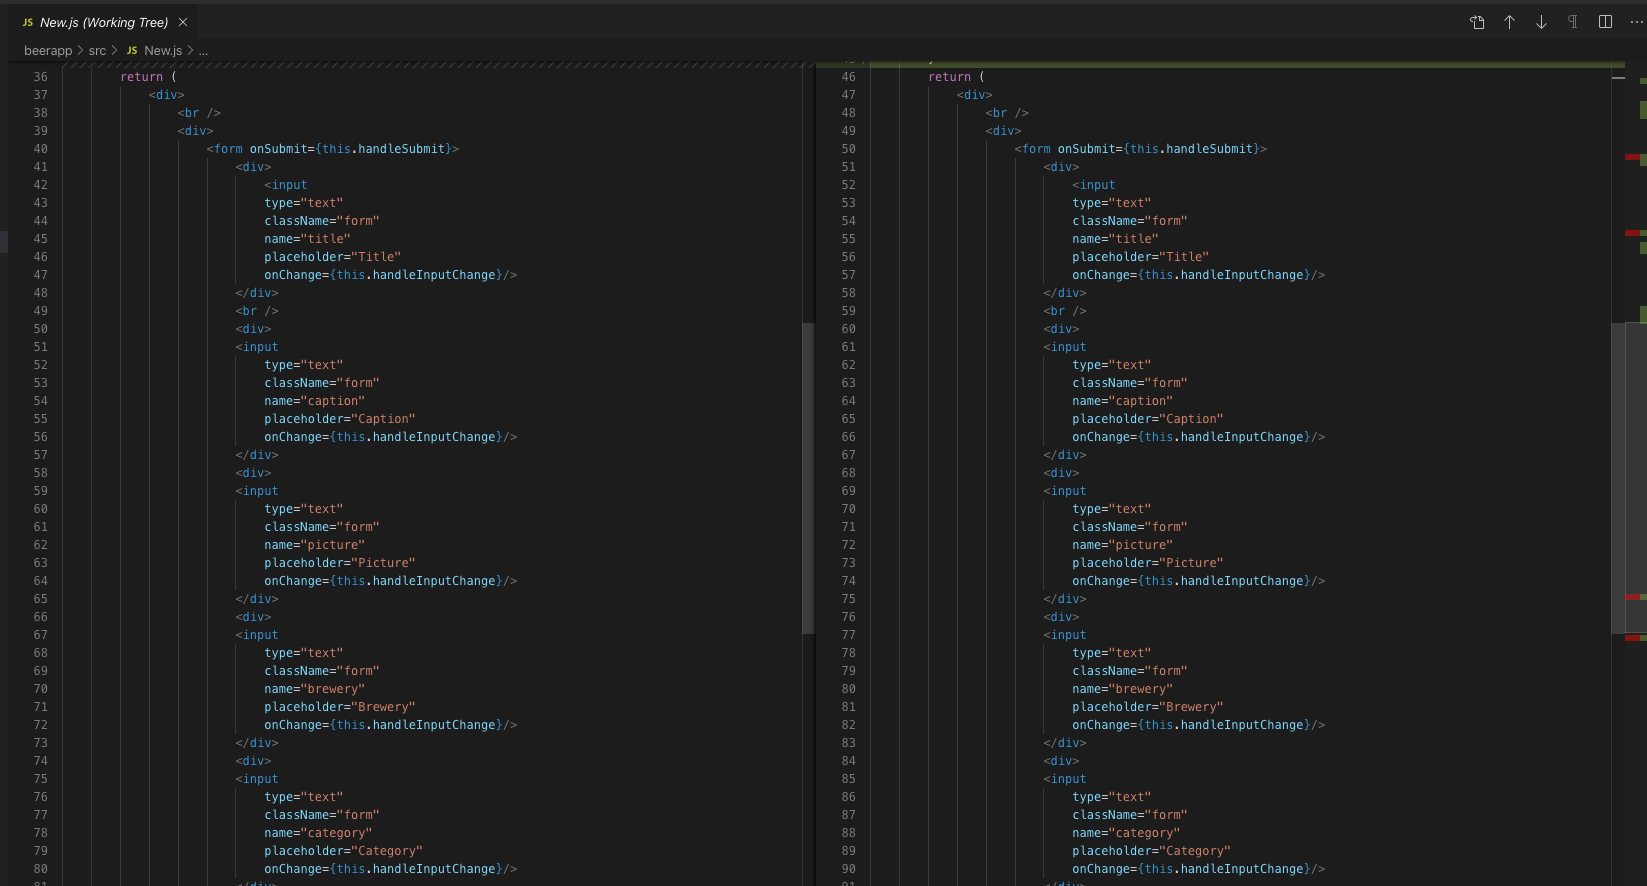 JS New.js (Working Tree) ×
beerapp > src > JS New.js > ...
36 return (
37 <div>
38 <br />
39 <div>
40 <form onSubmit={this.handleSubmit}>
41 <div>
42 <input
43 type="text"
44 className="form"
45 name="title"
46 placeholder="Title"
47 onChange={this.handleInputChange}/>
48 </div>
49 <br />
50 <div>
51 <input
52 type="text"
53 className="form"
54 name="caption"
55 placeholder="Caption"
56 onChange={this.handleInputChange}/>
57 </div>
58 <div>
59 <input
60 type="text"
61 className="form"
62 name="picture"
63 placeholder="Picture"
64 onChange={this.handleInputChange}/>
65 </div>
66 <div>
67 <input
68 type="text"
69 className="form"
70 name="brewery"
71 placeholder="Brewery"
72 onChange={this.handleInputChange}/>
73 </div>
74 <div>
75 <input
76 type="text"
77 className="form"
78 name="category"
79 placeholder="Category"
80 onChange={this.handleInputChange}/>
81 </div>
46 return (
47 <div>
48 <br />
49 <div>
50 <form onSubmit={this.handleSubmit}>
51 <div>
52 <input
53 type="text"
54 className="form"
55 name="title"
56 placeholder="Title"
57 onChange={this.handleInputChange}/>
58 </div>
59 <br />
60 <div>
61 <input
62 type="text"
63 className="form"
64 name="caption"
65 placeholder="Caption"
66 onChange={this.handleInputChange}/>
67 </div>
68 <div>
69 <input
70 type="text"
71 className="form"
72 name="picture"
73 placeholder="Picture"
74 onChange={this.handleInputChange}/>
75 </div>
76 <div>
77 <input
78 type="text"
79 className="form"
80 name="brewery"
81 placeholder="Brewery"
82 onChange={this.handleInputChange}/>
83 </div>
84 <div>
85 <input
86 type="text"
87 className="form"
88 name="category"
89 placeholder="Category"
90 onChange={this.handleInputChange}/>
91 </div>